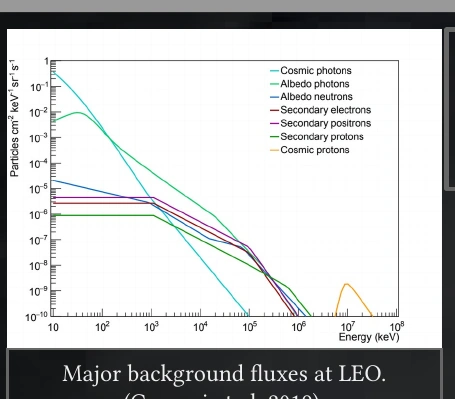 Particles cm⁻² keV⁻¹ sr⁻¹ s⁻¹
1
10⁻¹
10⁻²
10⁻³
10⁻⁴
10⁻⁵
10⁻⁶
10⁻⁷
10⁻⁸
10⁻⁹
10⁻¹⁰
Cosmic photons
Albedo photons
Albedo neutrons
Secondary electrons
Secondary positrons
Secondary protons
Cosmic protons
10 10² 10³ 10⁴ 10⁵ 10⁶ 10⁷ 10⁸
Energy (keV)
Major background fluxes at LEO.